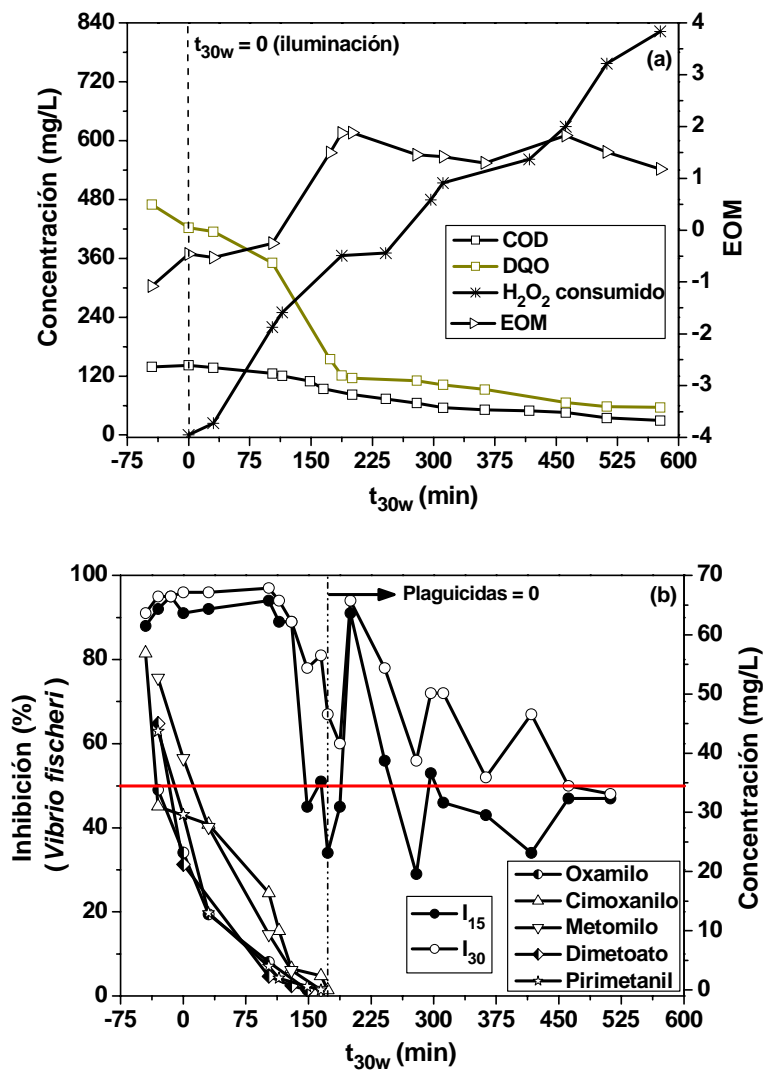 t30w = 0 (iluminación)
(a)
840
720
600
480
360
240
120
0
Concentración (mg/L)
4
3
2
1
0
-1
-2
-3
-4
EOM
COD
DQO
H2O2 consumido
EOM
-75 0 75 150 225 300 375 450 525 600
t30w (min)
(b)
Plaguicidas = 0
100
80
60
40
20
0
Inhibición (%)
(Vibrio fischeri)
70
60
50
40
30
20
10
0
Concentración (mg/L)
I15
I30
Oxamilo
Cimoxanilo
Metomilo
Dimetoato
Pirimetanil
-75 0 75 150 225 300 375 450 525 600
t30w (min)